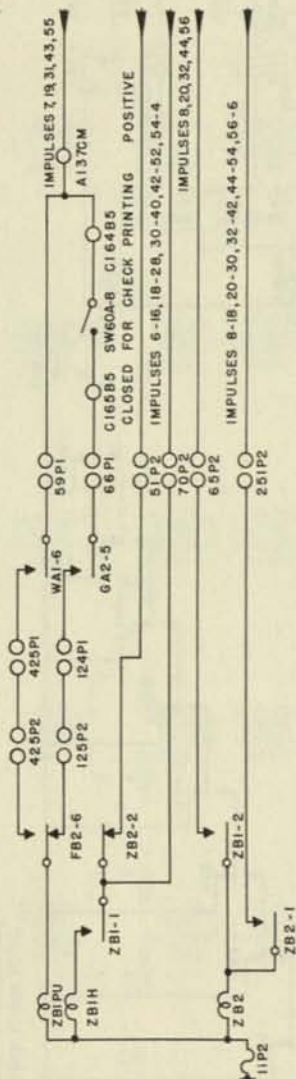 IMPULSES 7, 19, 31, 43, 55
A137CM
425P2
425P1
WA1-6
59P1
C165B5
SW60A-8
C164B5
CLOSED FOR CHECK PRINTING POSITIVE
FB2-6
125P2
124P1
GA2-5
66P1
ZB1PU
ZB1H
ZB1-1
ZB2-2
51P2
IMPULSES 6-16, 18-28, 30-40, 42-52, 54-4
70P2
IMPULSES 8, 20, 32, 44, 56
ZB2
ZB1-2
65P2
IMPULSES 8-18, 20-30, 32-42, 44-54, 56-6
11P2
ZB2-1
251P2